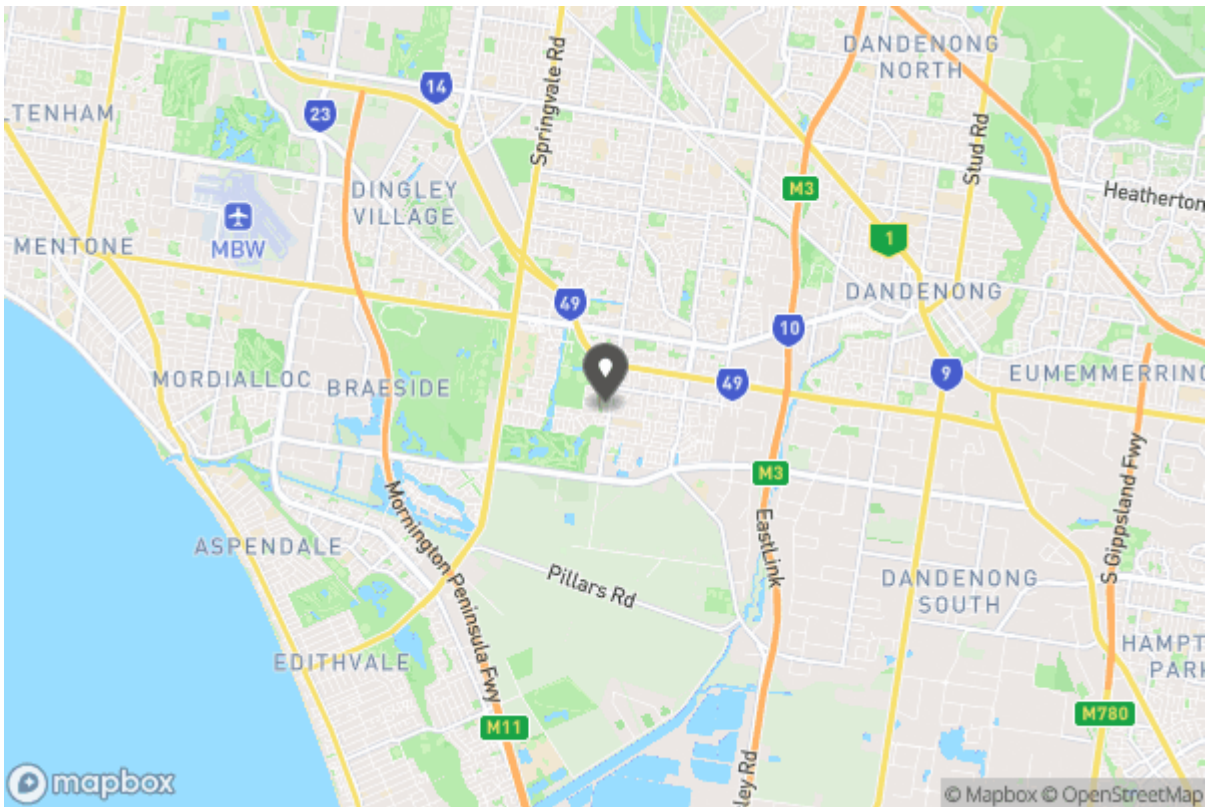 DANDENONG
NORTH
14
Springvale Rd
23
LTENHAM
Stud Rd
DINGLEY
VILLAGE
M3
Heatherton
MBW
MENTONE
1
DANDENONG
49
10
MORDIALLOC
BRAESIDE
49
9
EUMEMMERRING
M3
Mornington Peninsula Fwy
EastLink
S Gippsland Fwy
ASPENDALE
Pillars Rd
DANDENONG
SOUTH
EDITHVALE
HAMPT
PARK
M11
M780
ley Rd
mapbox
© Mapbox © OpenStreetMap